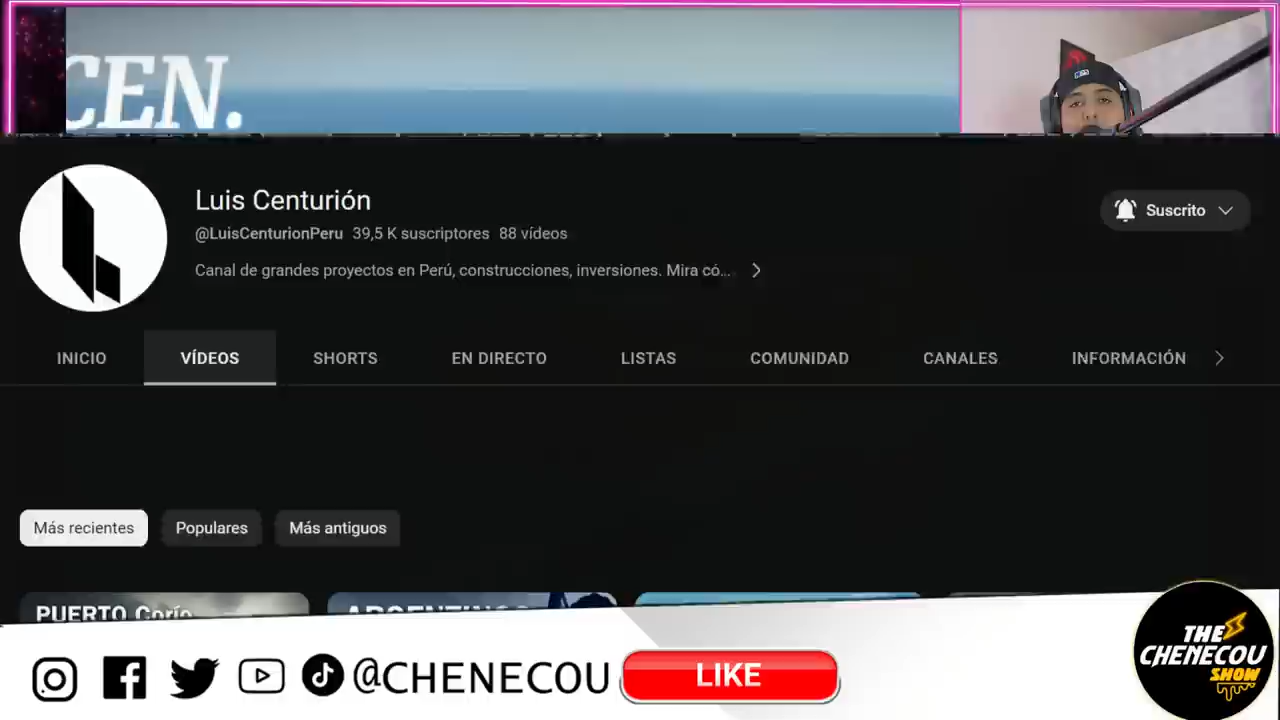 CEN.
Luis Centurión
@LuisCenturionPeru 39,5 K suscriptores 88 vídeos
Suscrito
Canal de grandes proyectos en Perú, construcciones, inversiones. Mira có...
INICIO VÍDEOS SHORTS EN DIRECTO LISTAS COMUNIDAD CANALES INFORMACIÓN
Más recientes Populares Más antiguos
PUERTO Corío ARGENTINOS
@CHENECOU LIKE
THE
CHENECOU
SHOW